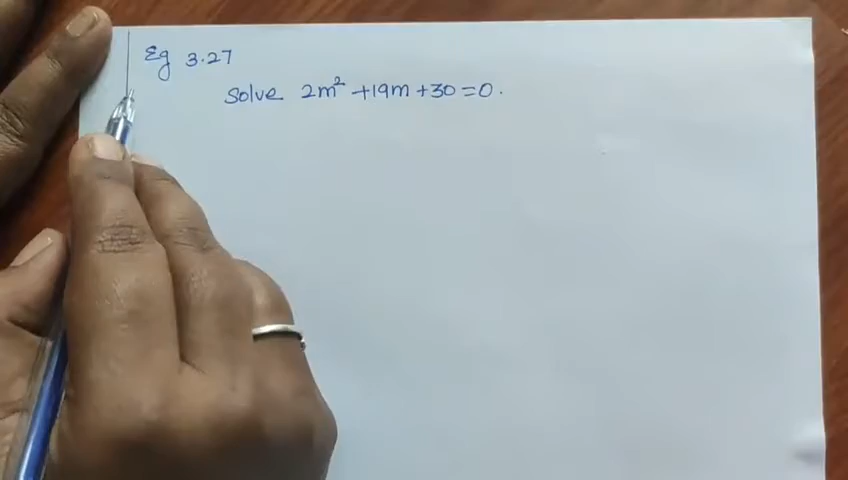 Eg 3.27
Solve 2m² +19m +30 =0.